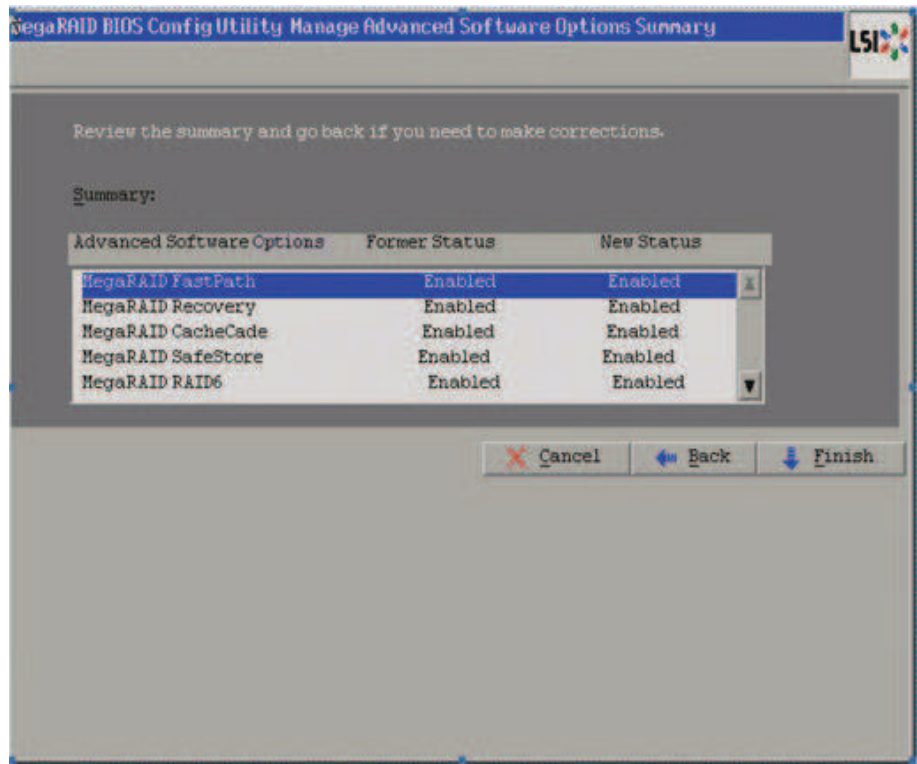 MegaRAID BIOS Config Utility Manage Advanced Software Options Summary
LSI
Review the summary and go back if you need to make corrections.
Summary:
Advanced Software Options Former Status New Status
MegaRAID FastPath Enabled Enabled
MegaRAID Recovery Enabled Enabled
MegaRAID CacheCade Enabled Enabled
MegaRAID SafeStore Enabled Enabled
MegaRAID RAID6 Enabled Enabled
Cancel Back Finish